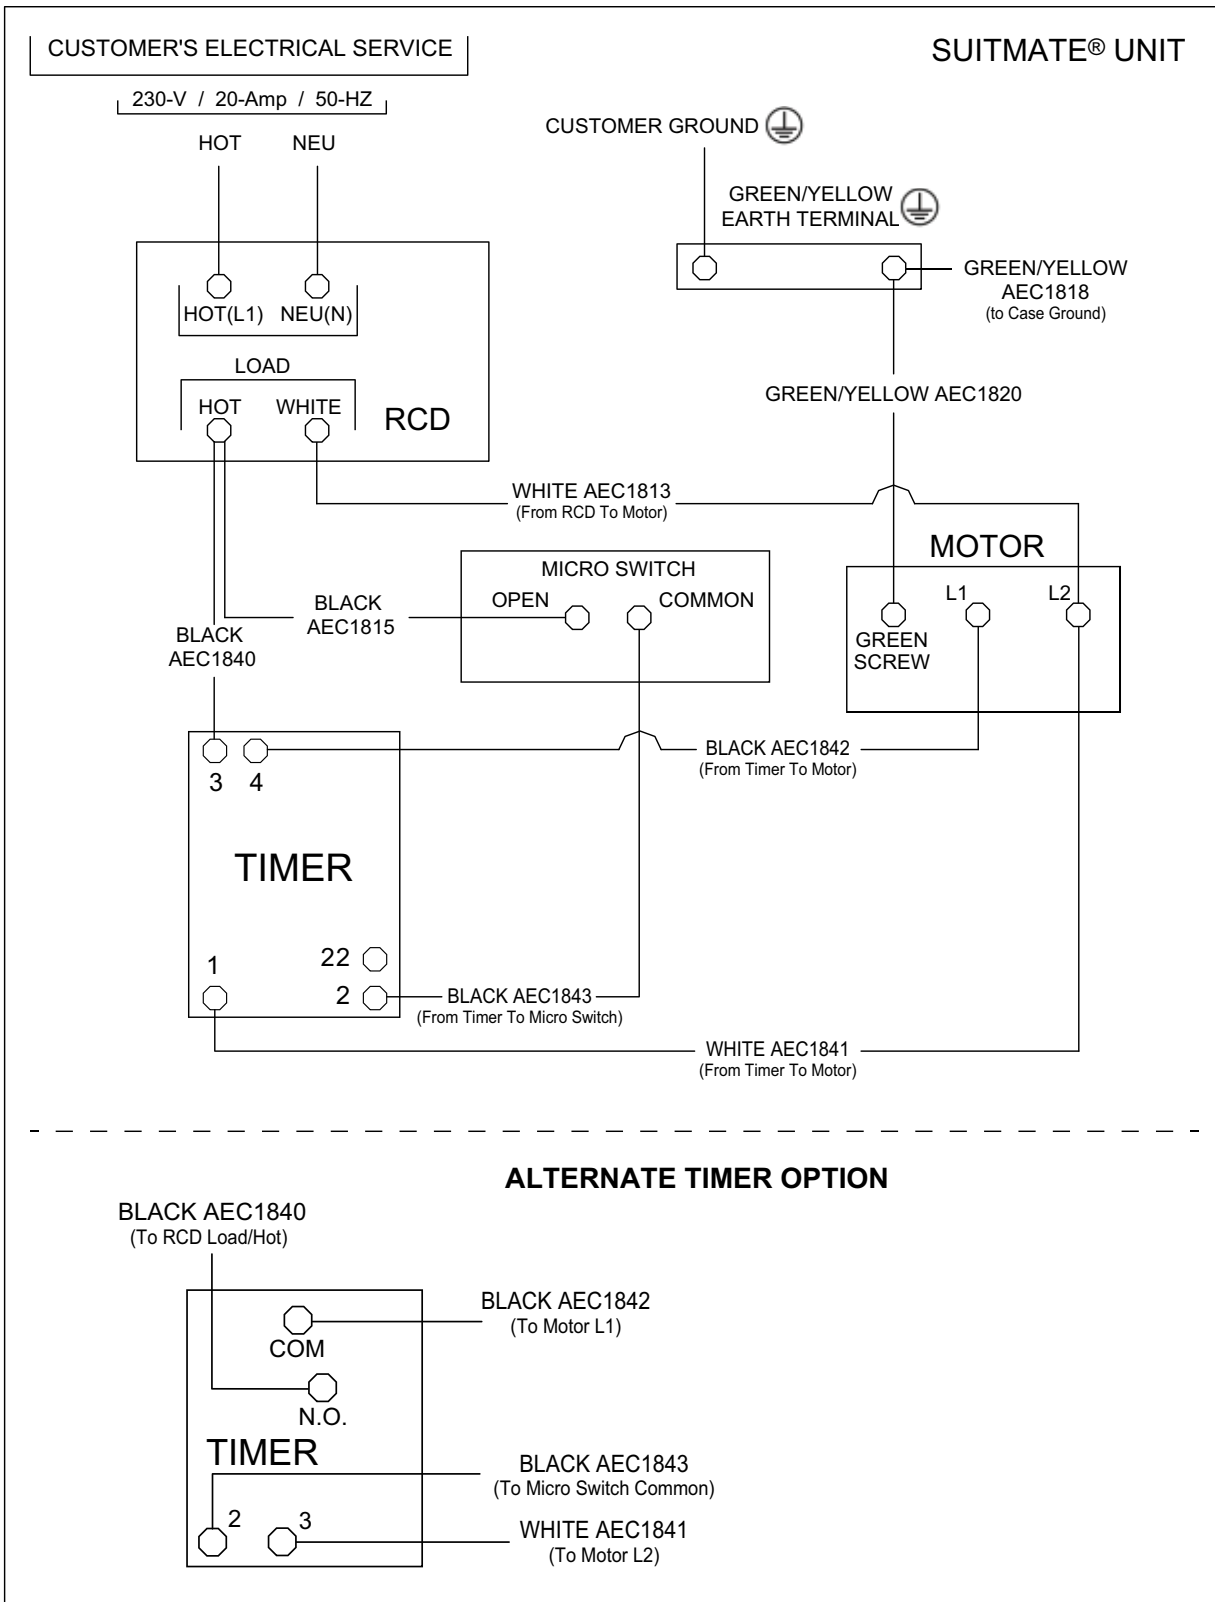 CUSTOMER'S ELECTRICAL SERVICE
SUITMATE® UNIT
230-V / 20-Amp / 50-HZ
HOT NEU
CUSTOMER GROUND
GREEN/YELLOW
EARTH TERMINAL
GREEN/YELLOW
AEC1818
(to Case Ground)
HOT(L1) NEU(N)
LOAD
HOT WHITE
RCD
GREEN/YELLOW AEC1820
WHITE AEC1813
(From RCD To Motor)
MOTOR
MICRO SWITCH
OPEN COMMON
L1 L2
GREEN
SCREW
BLACK
AEC1815
BLACK
AEC1840
BLACK AEC1842
(From Timer To Motor)
3 4
TIMER
1 22
2
BLACK AEC1843
(From Timer To Micro Switch)
WHITE AEC1841
(From Timer To Motor)
ALTERNATE TIMER OPTION
BLACK AEC1840
(To RCD Load/Hot)
BLACK AEC1842
(To Motor L1)
COM
N.O.
TIMER
BLACK AEC1843
(To Micro Switch Common)
2 3
WHITE AEC1841
(To Motor L2)